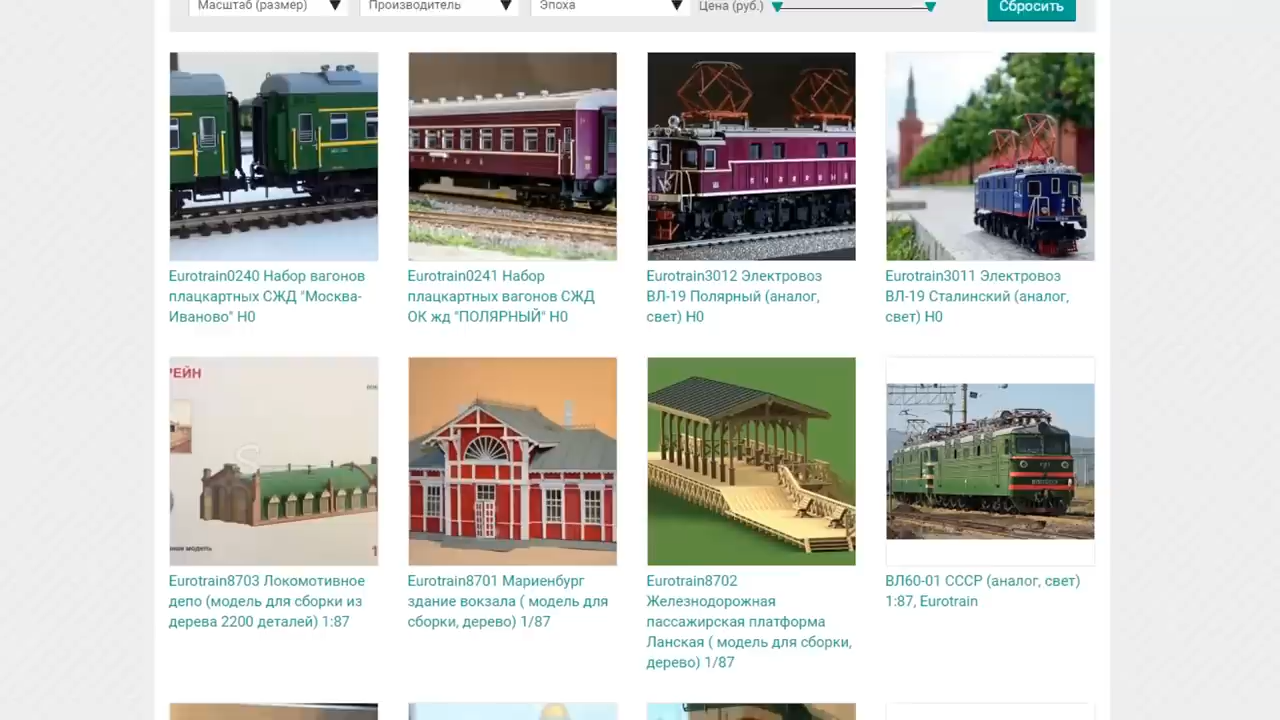 Масштаб (размер)
Производитель
Эпоха
Цена (руб.)
Сбросить
Eurotrain0240 Набор вагонов
плацкартных СЖД "Москва-
Иваново" H0
Eurotrain0241 Набор
плацкартных вагонов СЖД
ОК жд "ПОЛЯРНЫЙ" H0
Eurotrain3012 Электровоз
ВЛ-19 Полярный (аналог,
свет) H0
Eurotrain3011 Электровоз
ВЛ-19 Сталинский (аналог,
свет) H0
РЕЙН
Eurotrain8703 Локомотивное
депо (модель для сборки из
дерева 2200 деталей) 1:87
Eurotrain8701 Мариенбург
здание вокзала ( модель для
сборки, дерево) 1/87
Eurotrain8702
Железнодорожная
пассажирская платформа
Ланская ( модель для сборки,
дерево) 1/87
ВЛ60-01 СССР (аналог, свет)
1:87, Eurotrain